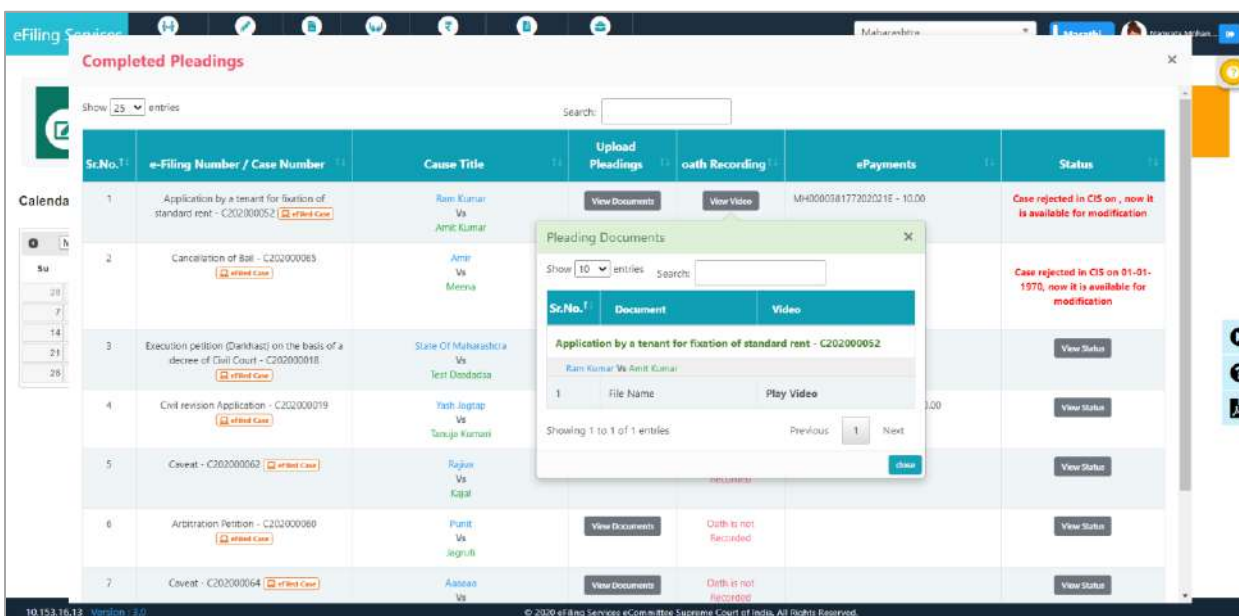 eFiling Services
Maharashtra
Marathi
Completed Pleadings
×
Show 25 entries
Search:
Sr.No.
e-Filing Number / Case Number
Cause Title
Upload
Pleadings
oath Recording
ePayments
Status
1
Application by a tenant for fixation of
standard rent - C202000052 eFiled Case
Ram Kumar
Vs
Amit Kumar
View Documents
View Video
MH000038177202021E - 10.00
Case rejected in CIS on , now it
is available for modification
Calenda
Su
28
7
14
21
28
2
Cancellation of Bail - C202000065
eFiled Case
Amir
Vs
Meena
Case rejected in CIS on 01-01-
1970, now it is available for
modification
3
Execution petition (Darkhast) on the basis of a
decree of Civil Court - C202000018
eFiled Case
State Of Maharashtra
Vs
Test Dasdadsa
View Status
4
Civil revision Application - C202000019
eFiled Case
Yash Jogtap
Vs
Tanuja Kumari
0.00
View Status
5
Caveat - C202000062 eFiled Case
Rajiv
Vs
Kajal
Recorded
View Status
6
Arbitration Petition - C202000060
eFiled Case
Punit
Vs
Jagruti
View Documents
Oath is not
Recorded
View Status
7
Caveat - C202000064 eFiled Case
Vs
View Documents
Oath is not
Recorded
View Status
Pleading Documents
×
Show 10 entries
Search:
Sr.No.
Document
Video
Application by a tenant for fixation of standard rent - C202000052
Ram Kumar Vs Amit Kumar
1
File Name
Play Video
Showing 1 to 1 of 1 entries
Previous
1
Next
close
10.153.16.13 Version : 3.0
© 2020 eFiling Services eCommittee Supreme Court of India. All Rights Reserved.